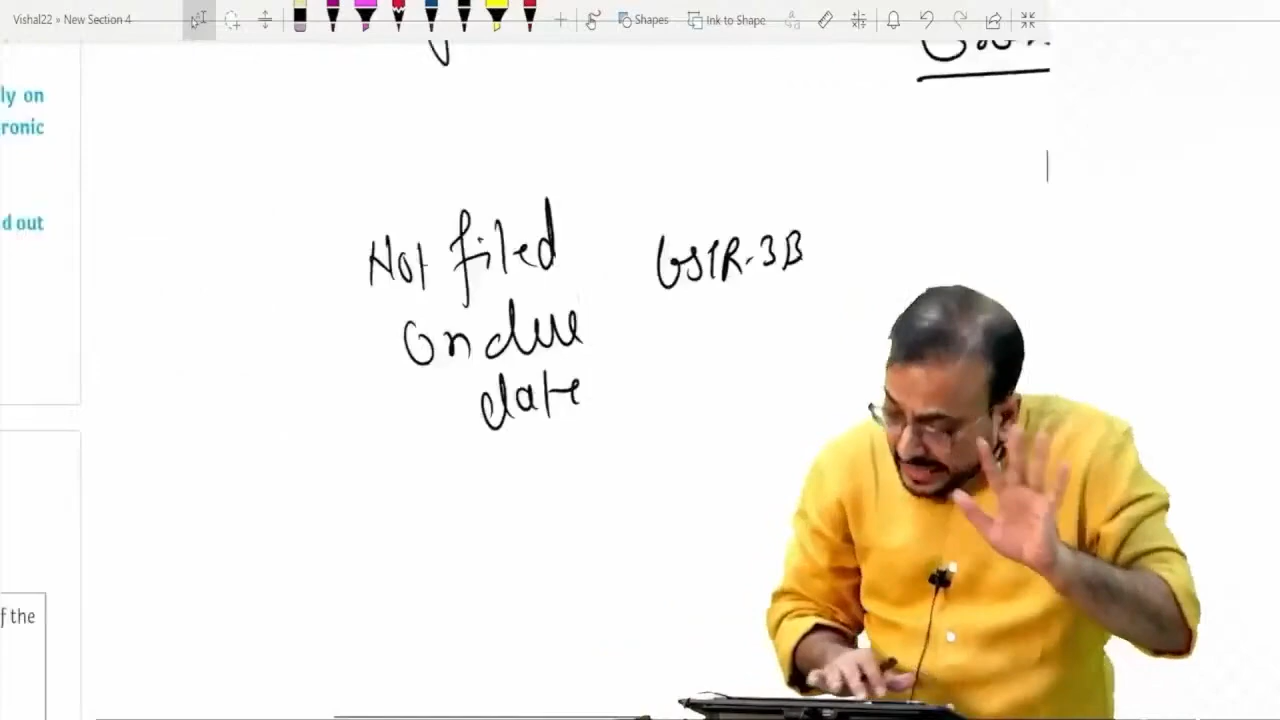 Vishal22 » New Section 4
Shapes
Ink to Shape
ly on
ronic
d out
Not filed GSTR-3B
on due
date
f the